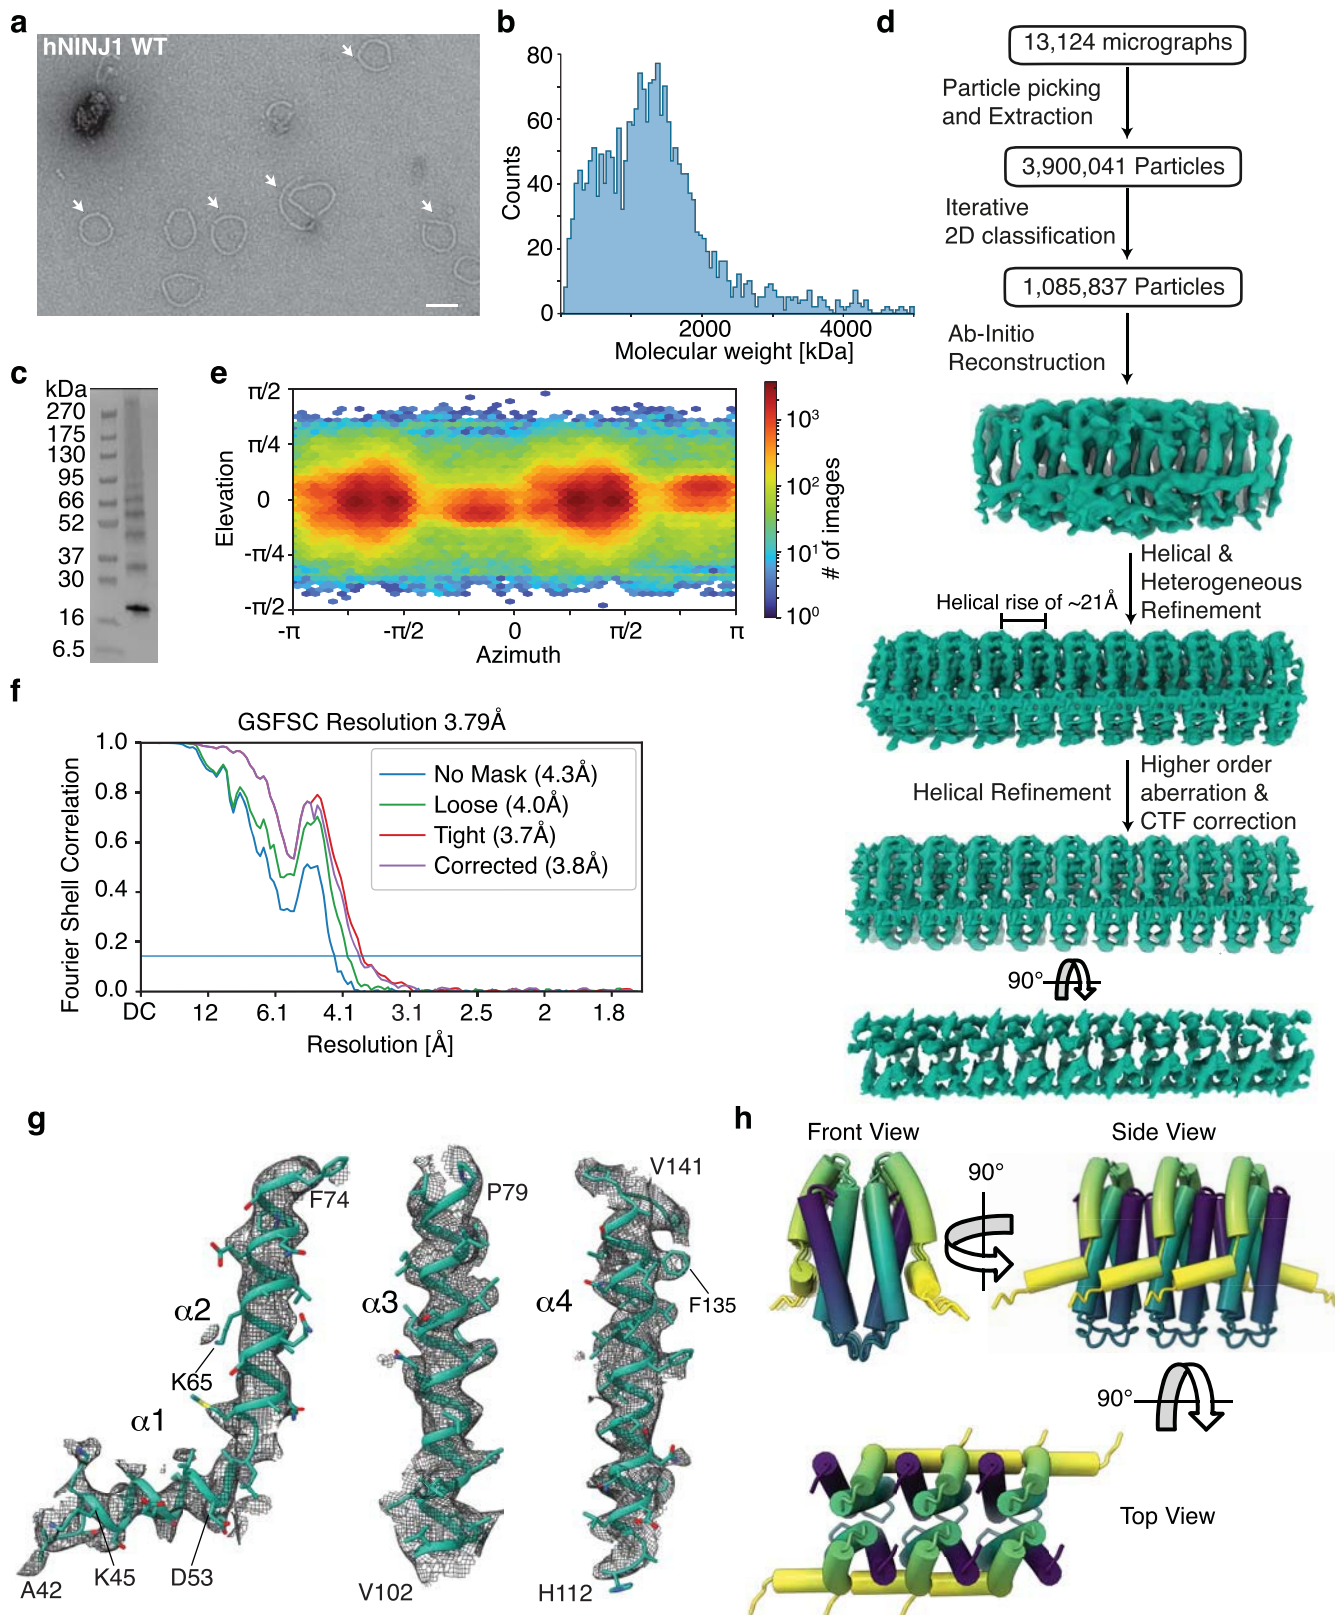 a
hNINJ1 WT
b
80
60
40
20
0
Counts
2000
4000
Molecular weight [kDa]
c
kDa
270
175
130
95
66
52
37
30
16
6.5
d
13,124 micrographs
Particle picking
and Extraction
3,900,041 Particles
Iterative
2D classification
1,085,837 Particles
Ab-Initio
Reconstruction
Helical &
Heterogeneous
Refinement
Helical rise of ~21Å
Helical Refinement
Higher order
aberration &
CTF correction
90°
e
π/2
π/4
0
-π/4
-π/2
Elevation
-π
-π/2
0
π/2
π
Azimuth
10³
10²
10¹
10⁰
# of images
f
GSFSC Resolution 3.79Å
1.0
0.8
0.6
0.4
0.2
0.0
Fourier Shell Correlation
No Mask (4.3Å)
Loose (4.0Å)
Tight (3.7Å)
Corrected (3.8Å)
DC
12
6.1
4.1
3.1
2.5
2
1.8
Resolution [Å]
g
F74
α2
K65
α1
A42
K45
D53
P79
α3
V102
V141
α4
F135
H112
h
Front View
Side View
90°
90°
Top View